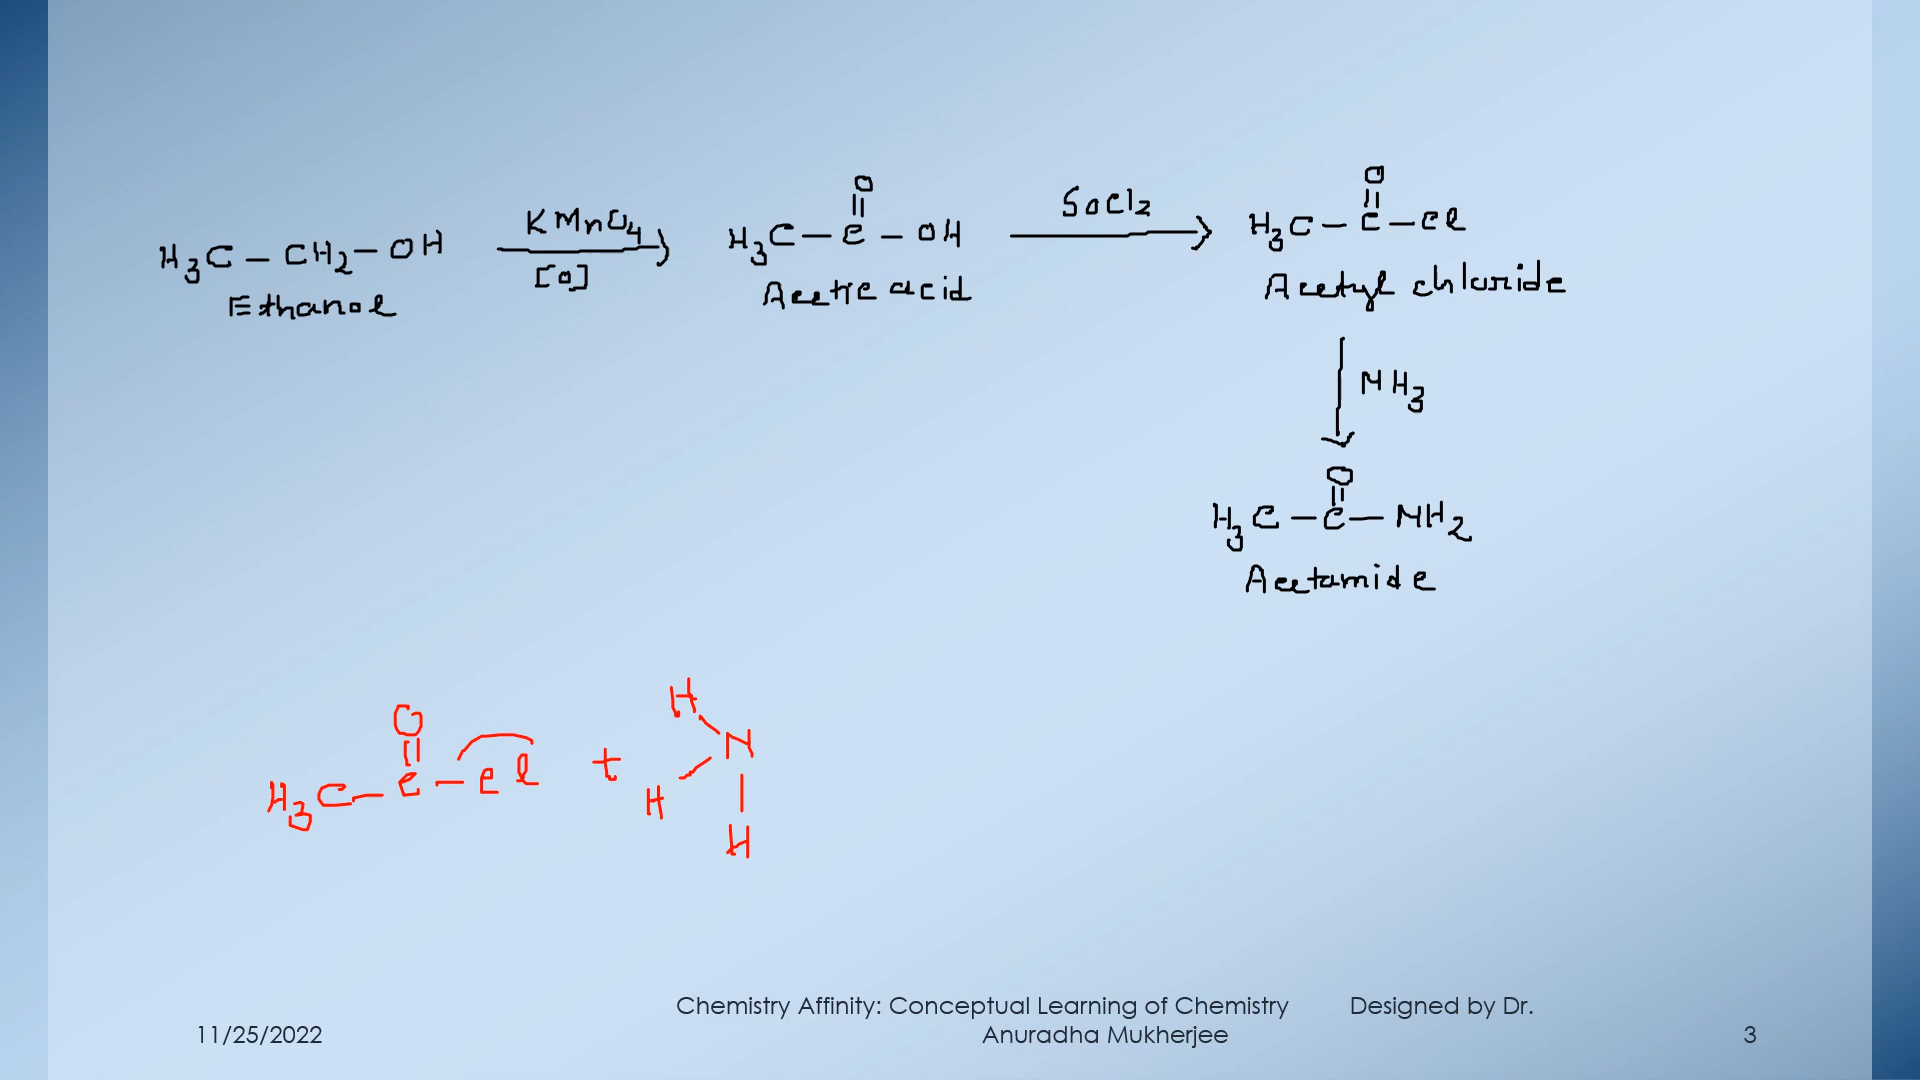 H3C - CH2 - OH
Ethanol
KMnO4
[O]
O
H3C - C - OH
Acetic acid
SOCl2
O
H3C - C - Cl
Acetyl chloride
NH3
O
H3C - C - NH2
Acetamide
O
H3C - C - Cl + H N
H
H
Chemistry Affinity: Conceptual Learning of Chemistry Designed by Dr.
Anuradha Mukherjee
11/25/2022
3